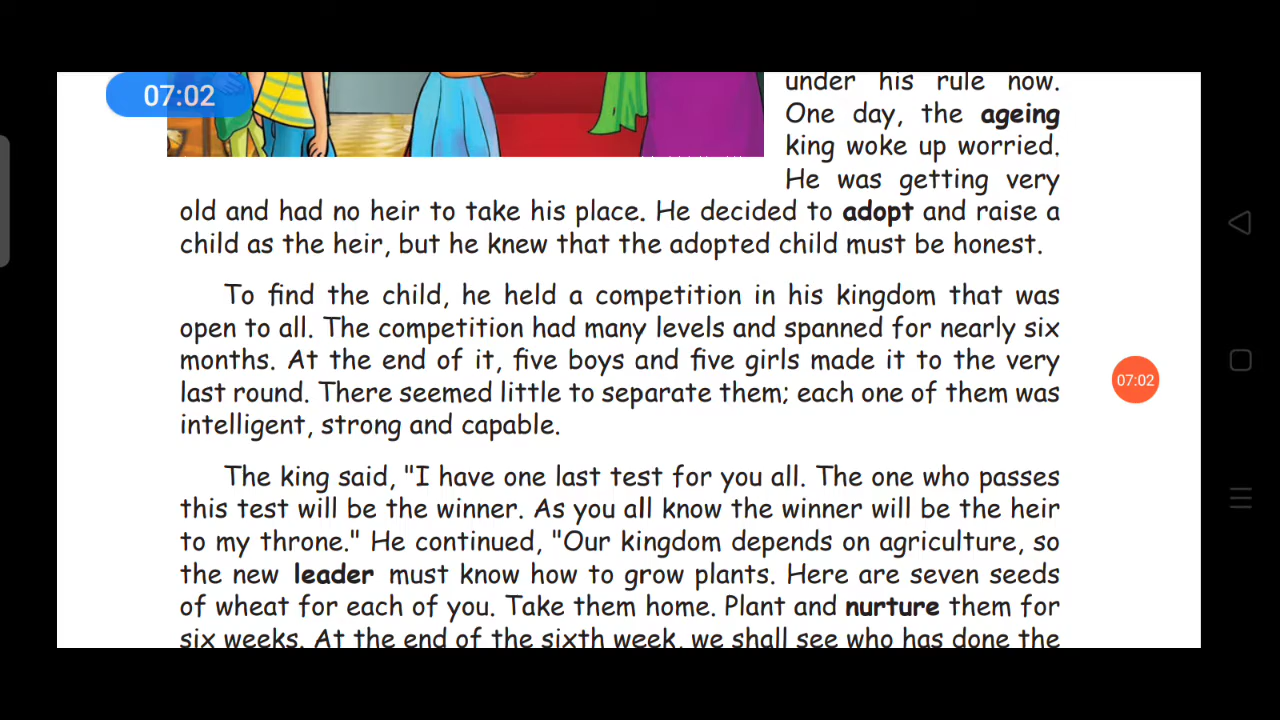 07:02
under his rule now.
One day, the ageing
king woke up worried.
He was getting very
old and had no heir to take his place. He decided to adopt and raise a
child as the heir, but he knew that the adopted child must be honest.
To find the child, he held a competition in his kingdom that was
open to all. The competition had many levels and spanned for nearly six
months. At the end of it, five boys and five girls made it to the very
last round. There seemed little to separate them; each one of them was
intelligent, strong and capable.
07:02
The king said, "I have one last test for you all. The one who passes
this test will be the winner. As you all know the winner will be the heir
to my throne." He continued, "Our kingdom depends on agriculture, so
the new leader must know how to grow plants. Here are seven seeds
of wheat for each of you. Take them home. Plant and nurture them for
six weeks. At the end of the sixth week, we shall see who has done the